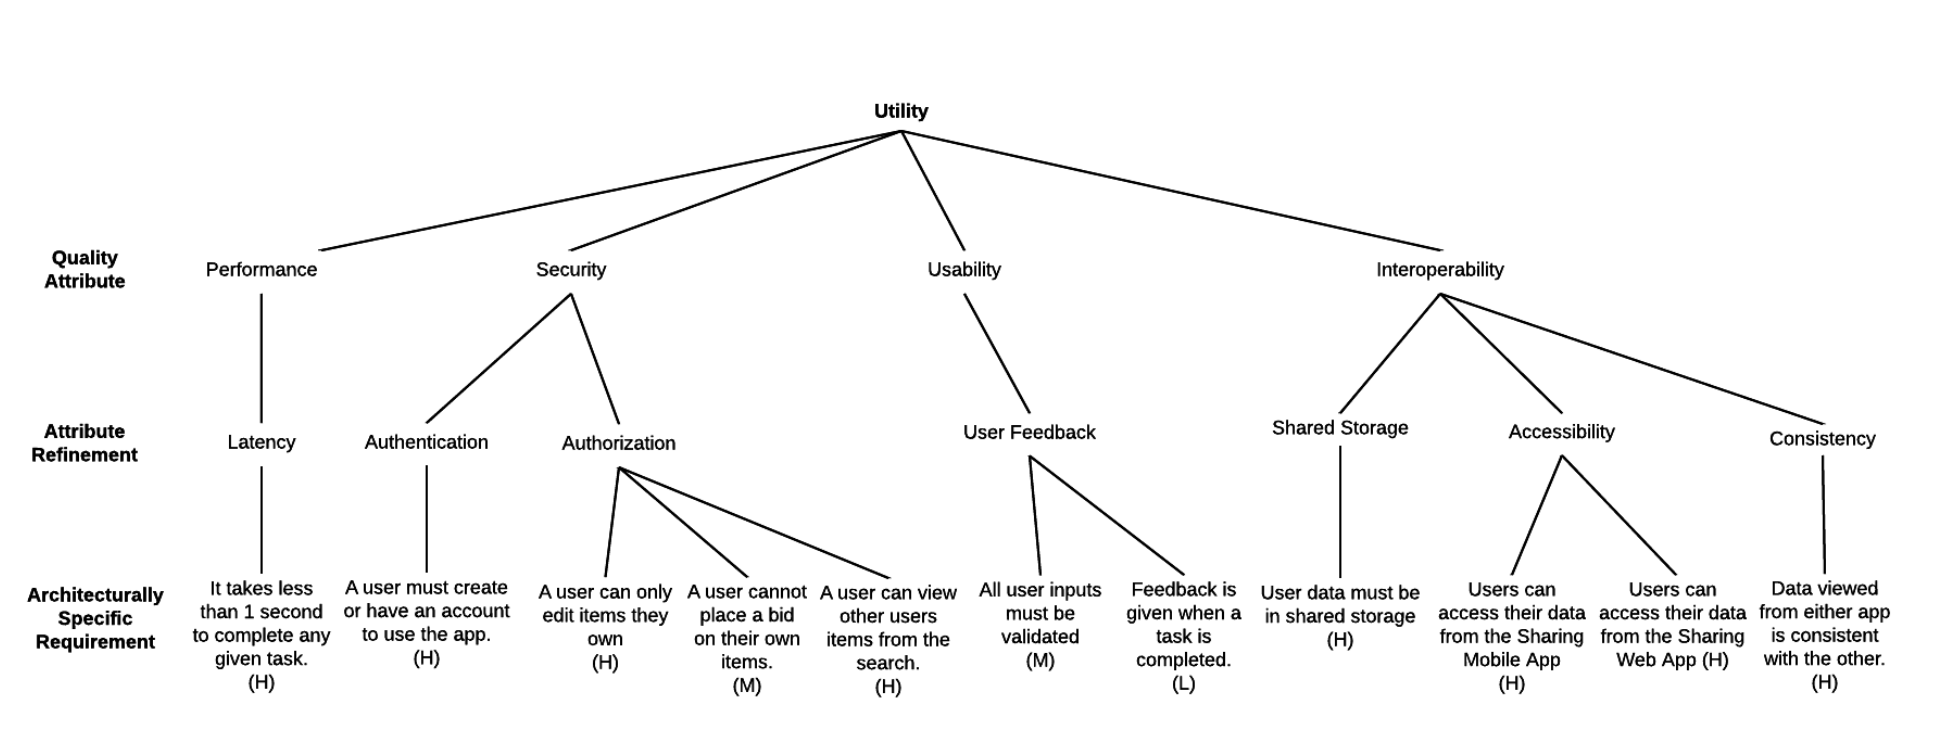 Utility
Quality
Attribute
Performance
Security
Usability
Interoperability
Attribute
Refinement
Latency
Authentication
Authorization
User Feedback
Shared Storage
Accessibility
Consistency
Architecturally
Specific
Requirement
It takes less
than 1 second
to complete any
given task.
(H)
A user must create
or have an account
to use the app.
(H)
A user can only
edit items they
own
(H)
A user cannot
place a bid
on their own
items.
(M)
A user can view
other users
items from the
search.
(H)
All user inputs
must be
validated
(M)
Feedback is
given when a
task is
completed.
(L)
User data must be
in shared storage
(H)
Users can
access their data
from the Sharing
Mobile App
(H)
Users can
access their data
from the Sharing
Web App (H)
Data viewed
from either app
is consistent
with the other.
(H)